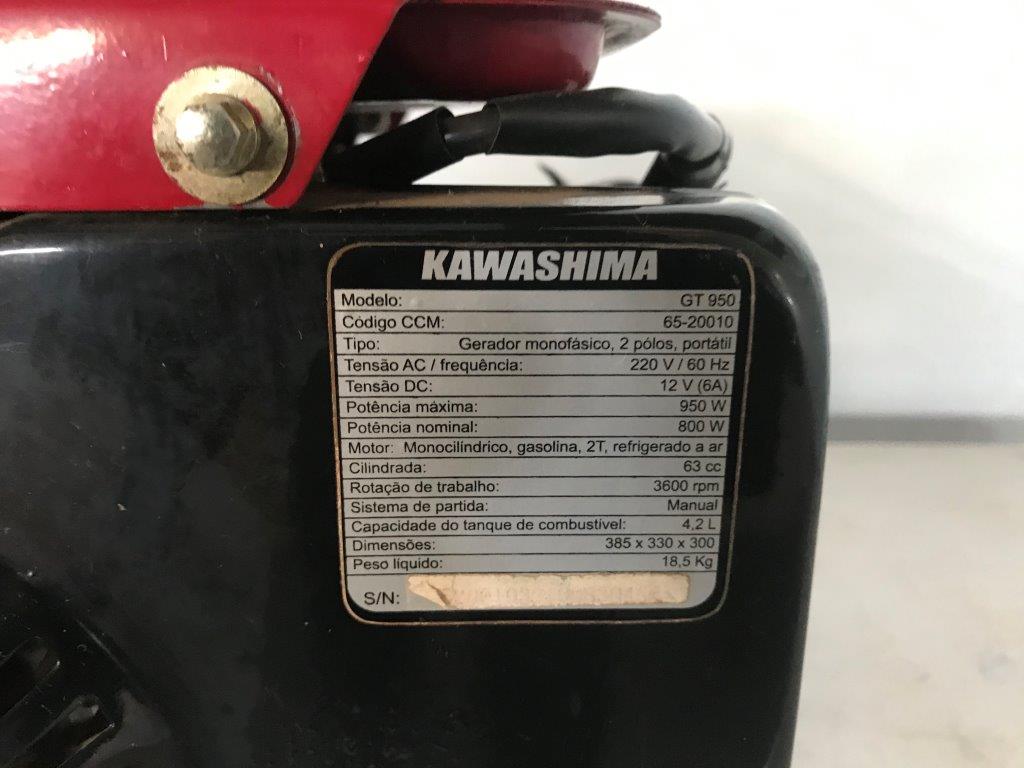 KAWASHIMA
Modelo: GT 950
Código CCM: 65-20010
Tipo: Gerador monofásico, 2 pólos, portátil
Tensão AC / frequência: 220 V / 60 Hz
Tensão DC: 12 V (6A)
Potência máxima: 950 W
Potência nominal: 800 W
Motor: Monocilíndrico, gasolina, 2T, refrigerado a ar
Cilindrada: 63 cc
Rotação de trabalho: 3600 rpm
Sistema de partida: Manual
Capacidade do tanque de combustível: 4,2 L
Dimensões: 385 x 330 x 300
Peso líquido: 18,5 Kg
S/N: